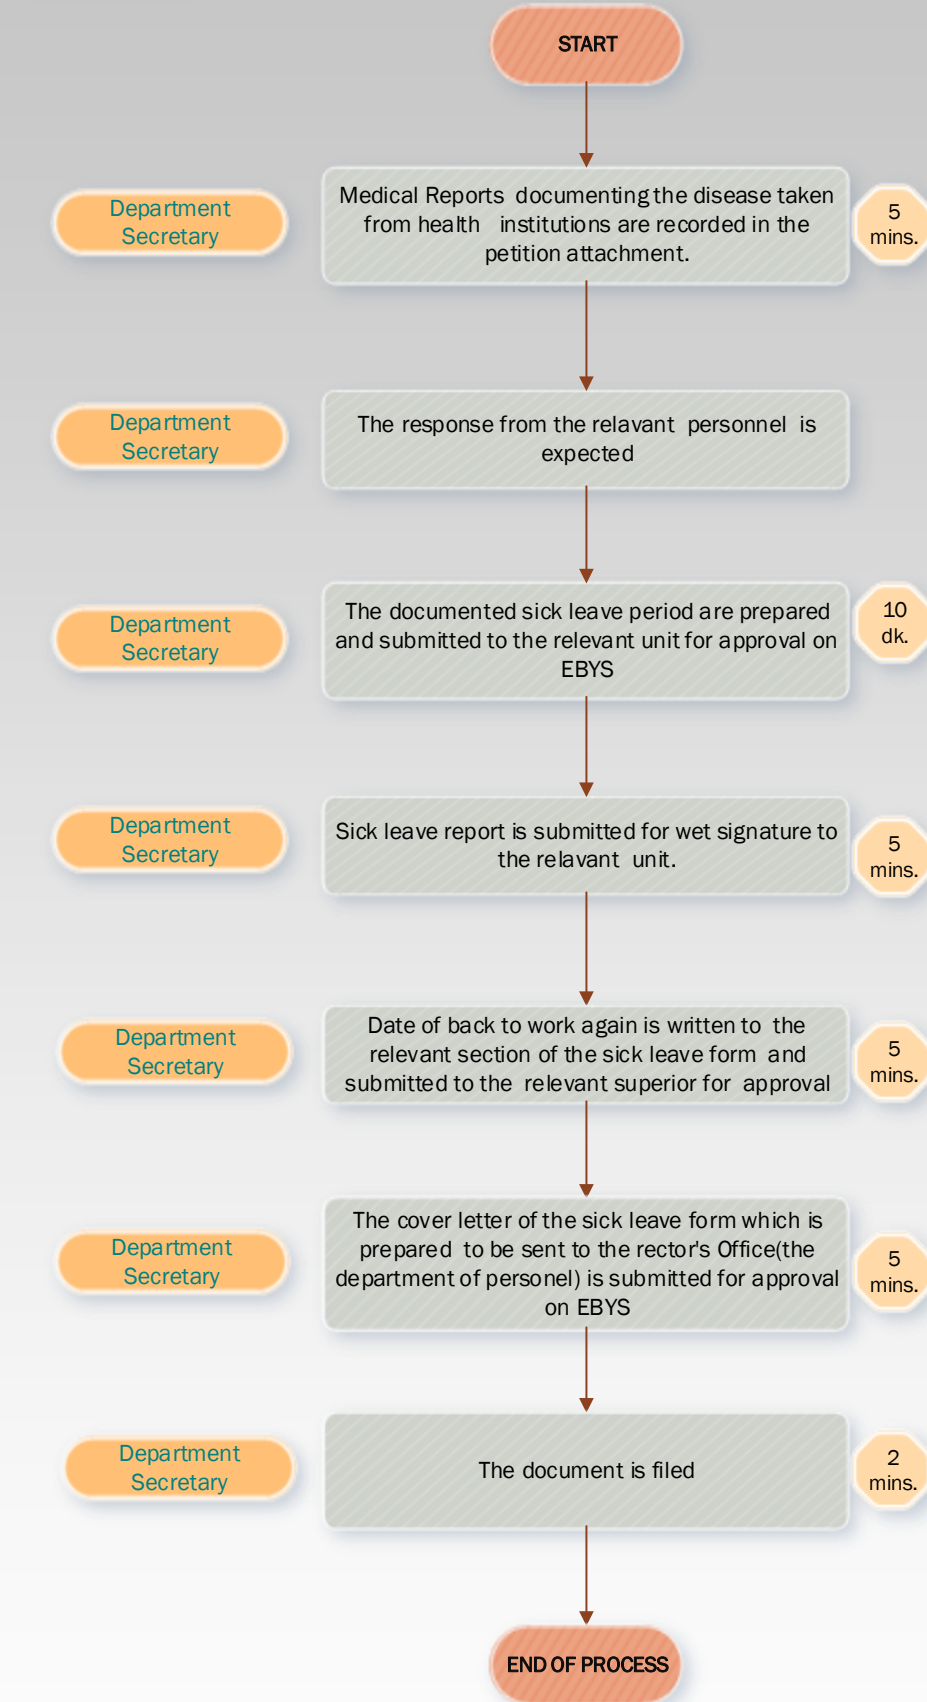 START
Department
Secretary
Medical Reports documenting the disease taken
from health institutions are recorded in the
petition attachment.
5
mins.
Department
Secretary
The response from the relavant personnel is
expected
Department
Secretary
The documented sick leave period are prepared
and submitted to the relevant unit for approval on
EBYS
10
dk.
Department
Secretary
Sick leave report is submitted for wet signature to
the relavant unit.
5
mins.
Department
Secretary
Date of back to work again is written to the
relevant section of the sick leave form and
submitted to the relevant superior for approval
5
mins.
Department
Secretary
The cover letter of the sick leave form which is
prepared to be sent to the rector's Office(the
department of personel) is submitted for approval
on EBYS
5
mins.
Department
Secretary
The document is filed
2
mins.
END OF PROCESS